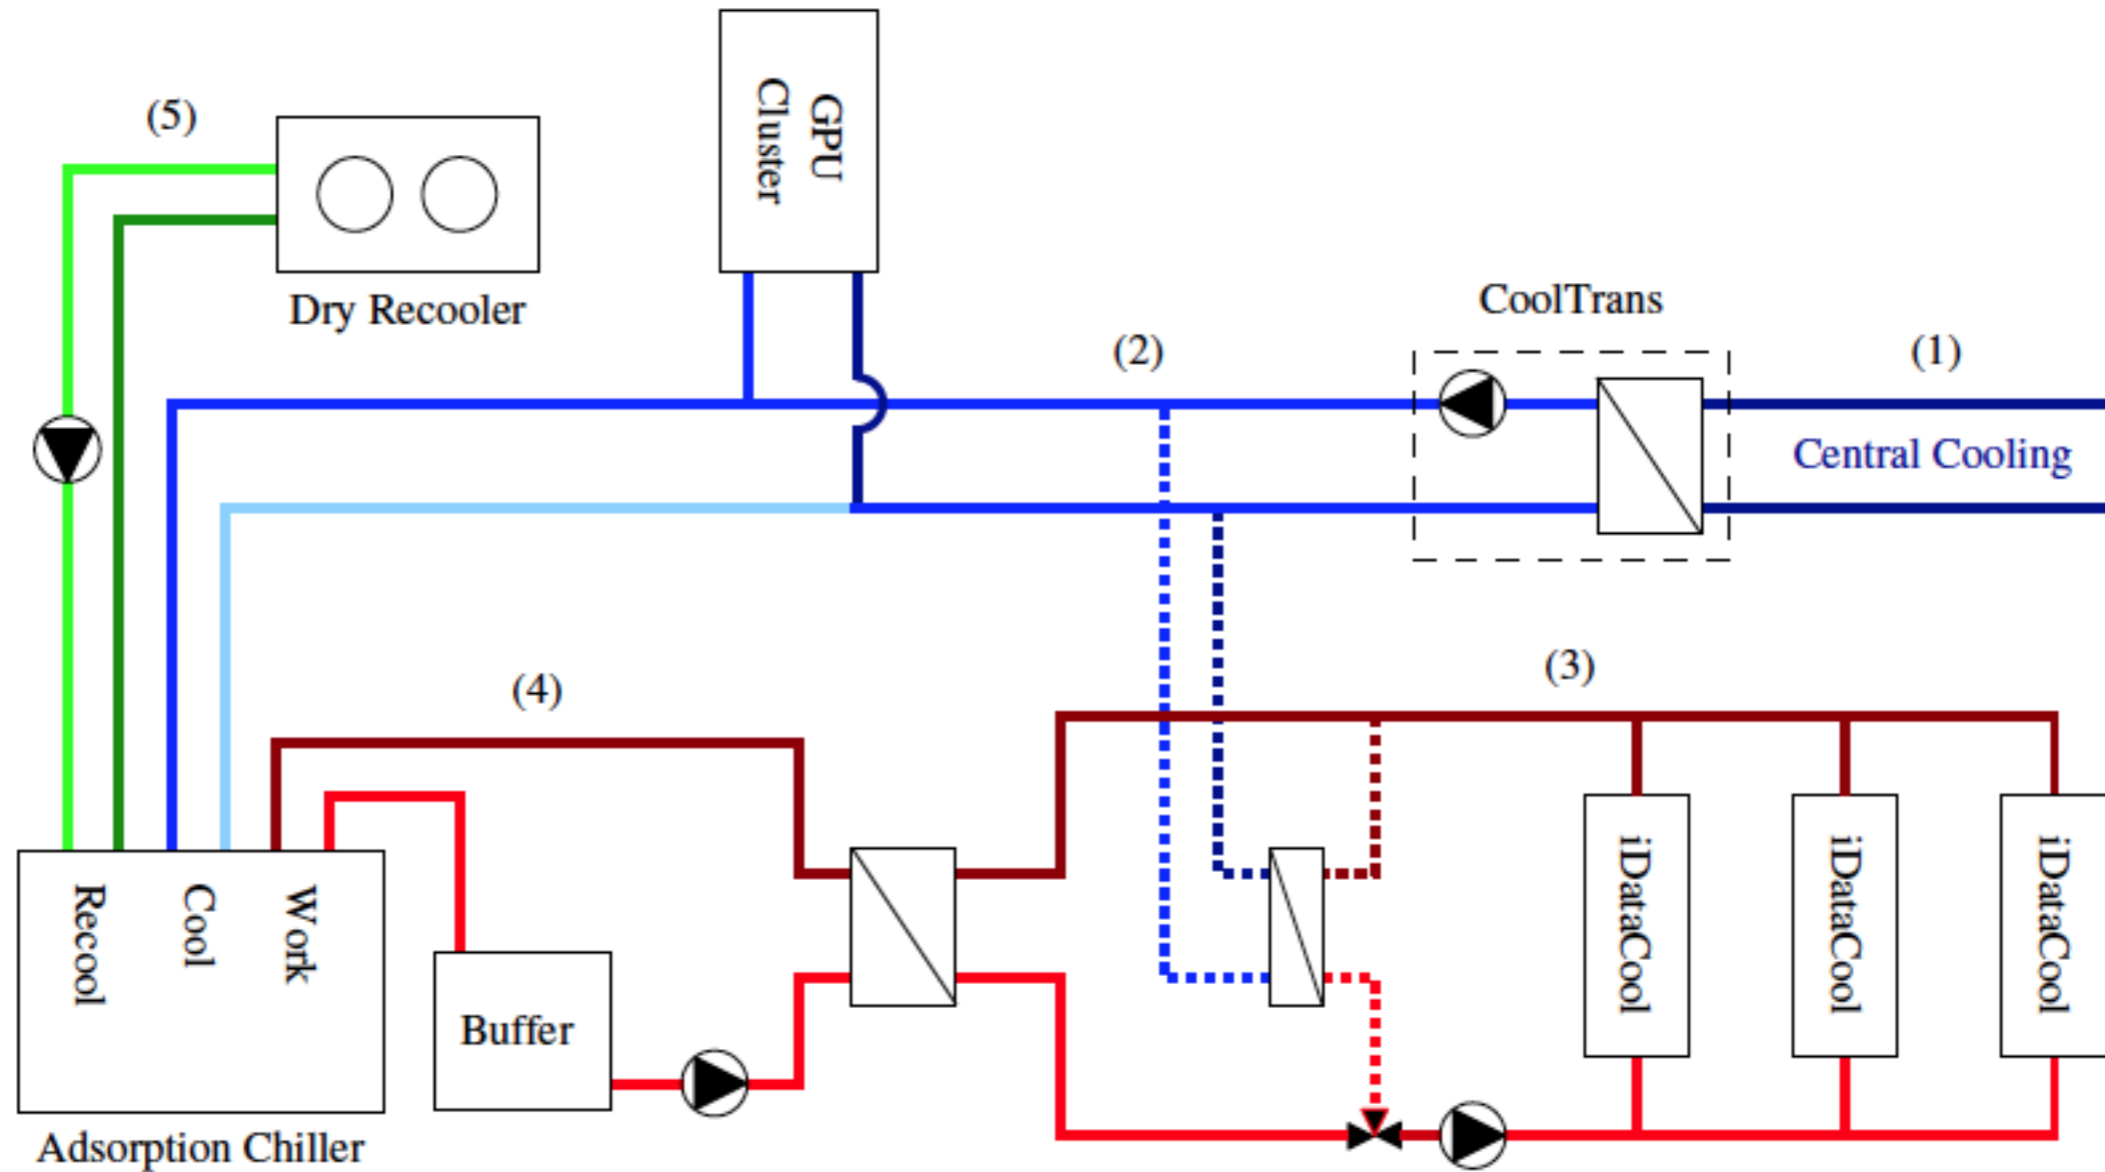 (5)
GPU
Cluster
Dry Recooler
CoolTrans
(2)
(1)
Central Cooling
(4)
(3)
Recool
Cool
Work
Buffer
iDataCool
iDataCool
iDataCool
Adsorption Chiller